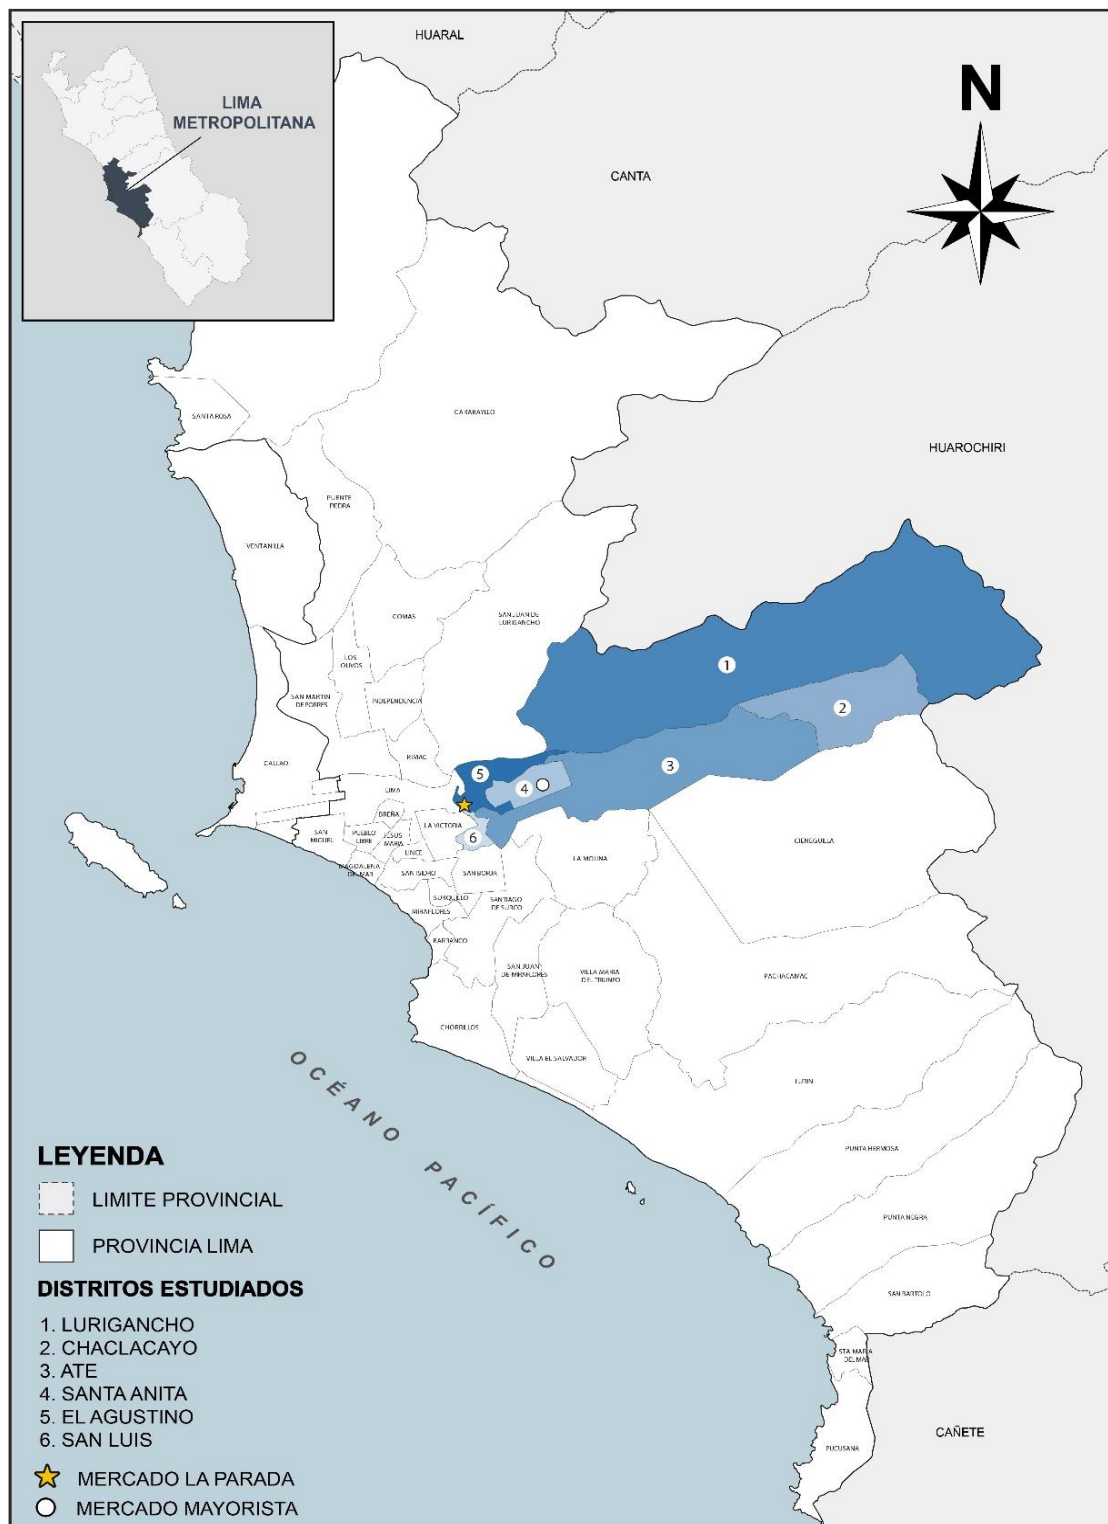 HUARAL
LIMA
METROPOLITANA
N
CANTA
SANTA ROSA
CARABAYLLO
HUAROCHIRI
PUENTE
PIEDRA
VENTANILLA
COMAS
SAN JUAN DE
LURIGANCHO
LOS
OLIVOS
1
SAN MARTIN
DE PORRES
INDEPENDENCIA
2
CALLAO
RIMAC
3
5
4
LIMA
BREÑA
LA VICTORIA
SAN
MIGUEL
PUEBLO
LIBRE
JESUS
MARIA
6
LINCE
CIENEGUILLA
LA MOLINA
MAGDALENA
DEL MAR
SAN ISIDRO
SAN BORJA
SURQUILLO
SANTIAGO
DE SURCO
MIRAFLORES
BARRANCO
SAN JUAN
DE MIRAFLORES
VILLA MARIA
DEL TRIUNFO
PACHACAMAC
CHORRILLOS
VILLA EL SALVADOR
LURIN
OCÉANO PACÍFICO
PUNTA HERMOSA
PUNTA NEGRA
SAN BARTOLO
STA MARIA
DEL MAR
PUCUSANA
CAÑETE
LEYENDA
LIMITE PROVINCIAL
PROVINCIA LIMA
DISTRITOS ESTUDIADOS
1. LURIGANCHO
2. CHACLACAYO
3. ATE
4. SANTA ANITA
5. EL AGUSTINO
6. SAN LUIS
MERCADO LA PARADA
MERCADO MAYORISTA